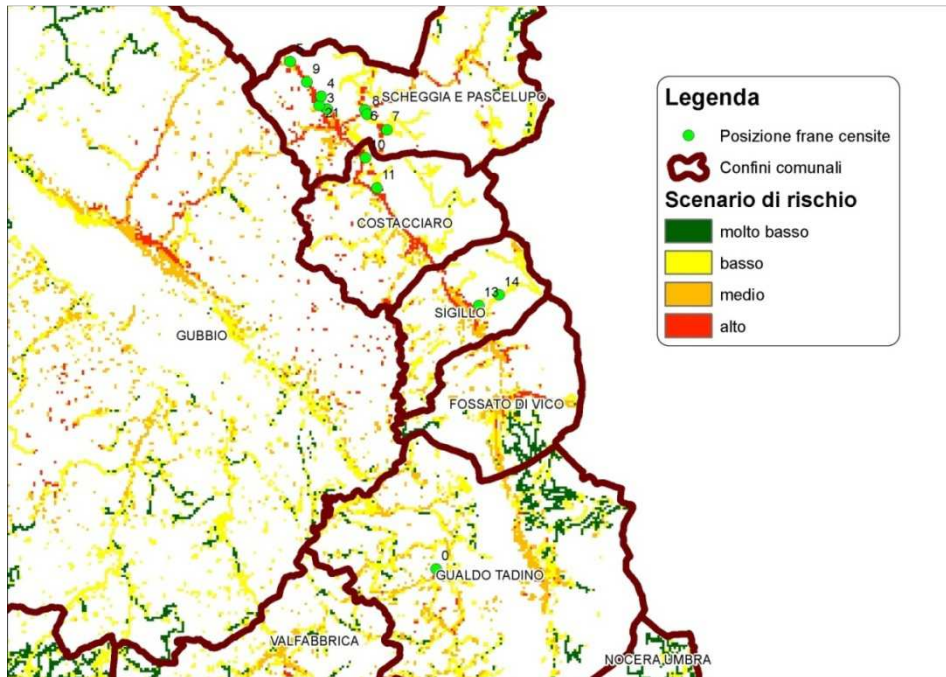 9
4
3
21
8
6
7
SCHEGGIA E PASCELUPO
0
11
COSTACCIARO
13
14
SIGILLO
GUBBIO
FOSSATO DI VICO
0
GUALDO TADINO
VALFABBRICA
NOCERA UMBRA
Legenda
Posizione frane censite
Confini comunali
Scenario di rischio
molto basso
basso
medio
alto